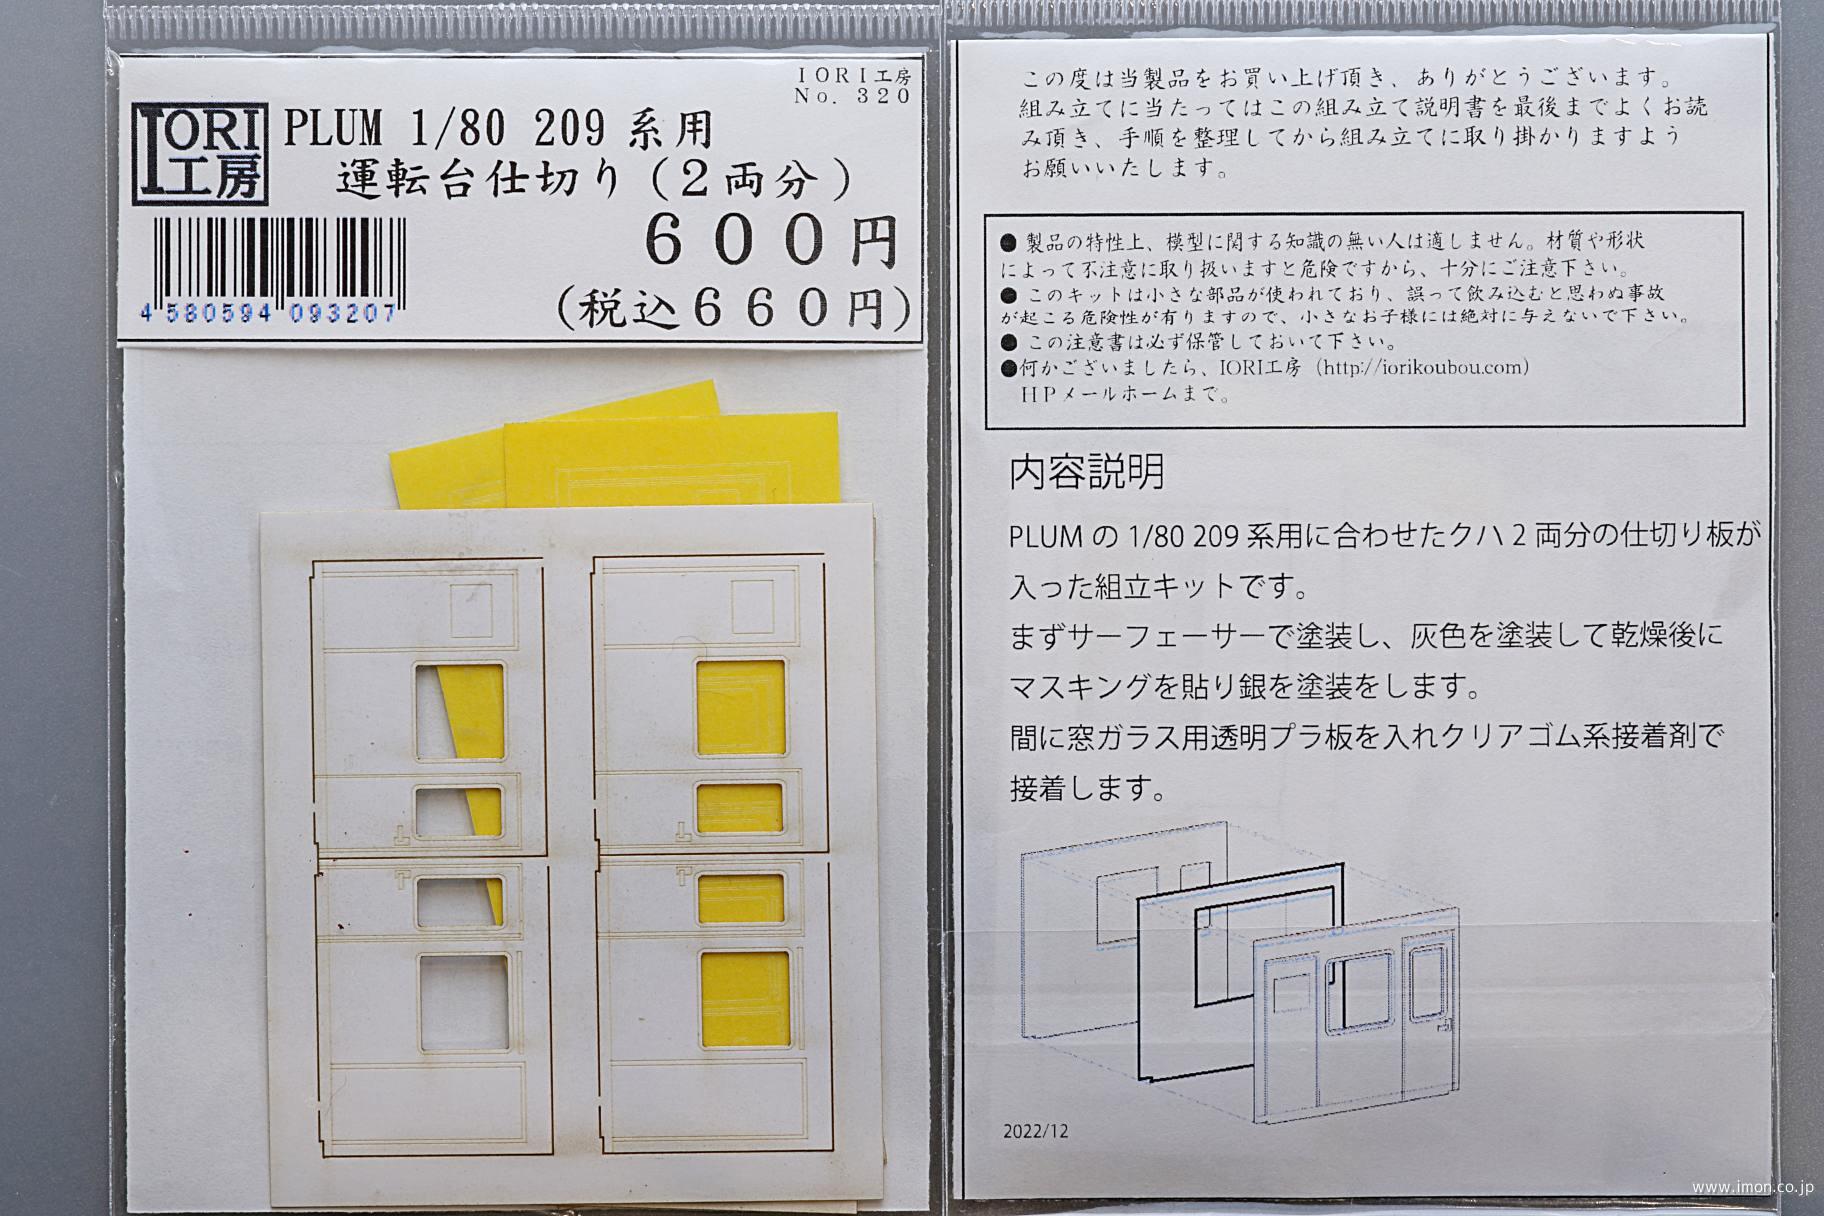 IORI工房
No. 320
IORI
工房
PLUM 1/80 209 系用
運転台仕切り（２両分）
６００円
（税込６６０円）
4 580594 093207
この度は当製品をお買い上げ頂き、ありがとうございます。
組み立てに当たってはこの組み立て説明書を最後までよくお読
み頂き、手順を整理してから組み立てに取り掛かりますよう
お願いいたします。
● 製品の特性上、模型に関する知識の無い人は適しません。材質や形状
によって不注意に取り扱いますと危険ですから、十分にご注意下さい。
● このキットは小さな部品が使われており、誤って飲み込むと思わぬ事故
が起こる危険性が有りますので、小さなお子様には絶対に与えないで下さい。
● この注意書は必ず保管しておいて下さい。
●何かございましたら、IORI工房（http://iorikoubou.com）
ＨＰメールホームまで。
内容説明
PLUM の 1/80 209 系用に合わせたクハ 2 両分の仕切り板が
入った組立キットです。
まずサーフェーサーで塗装し、灰色を塗装して乾燥後に
マスキングを貼り銀を塗装をします。
間に窓ガラス用透明プラ板を入れクリアゴム系接着剤で
接着します。
2022/12
www.imon.co.jp